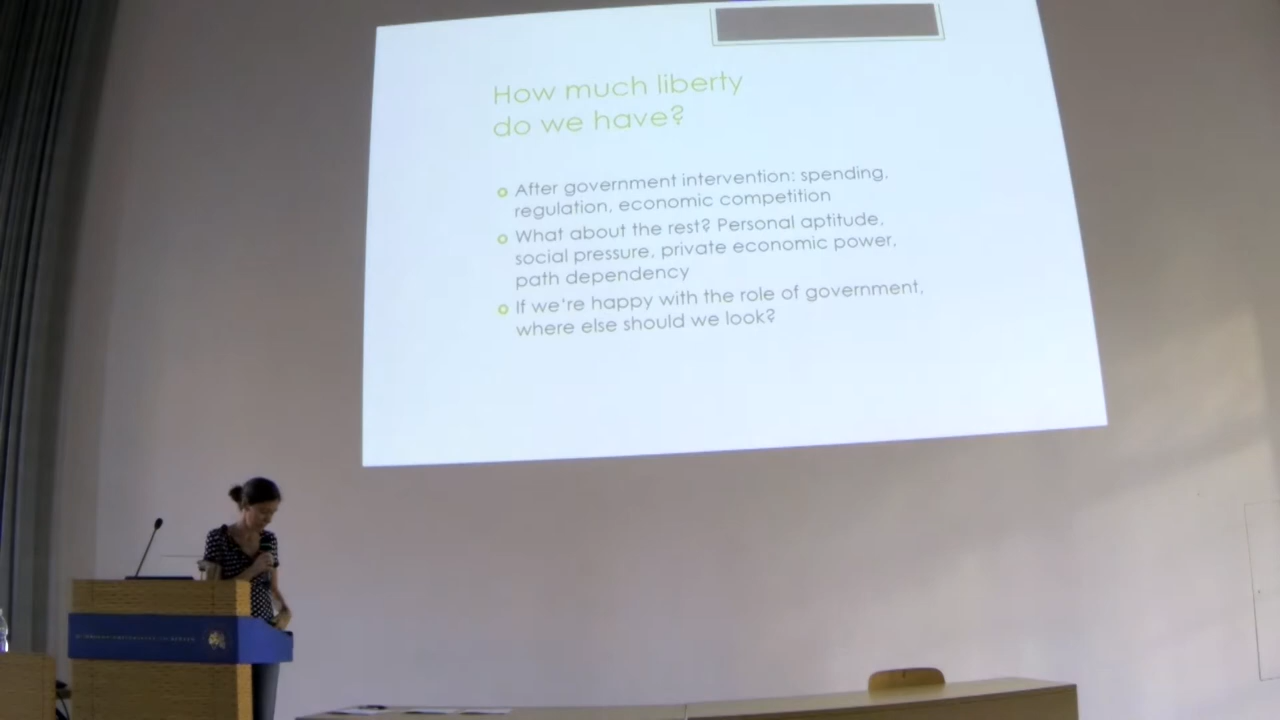 How much liberty
do we have?
After government intervention: spending,
regulation, economic competition
What about the rest? Personal aptitude,
social pressure, private economic power,
path dependency
If we're happy with the role of government,
where else should we look?